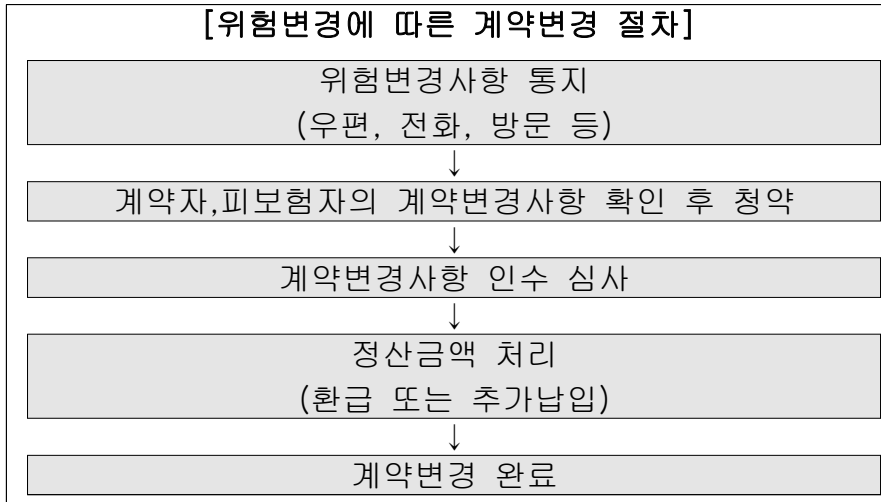 [위험변경에 따른 계약변경 절차]
위험변경사항 통지
(우편, 전화, 방문 등)
↓
계약자,피보험자의 계약변경사항 확인 후 청약
↓
계약변경사항 인수 심사
↓
정산금액 처리
(환급 또는 추가납입)
↓
계약변경 완료